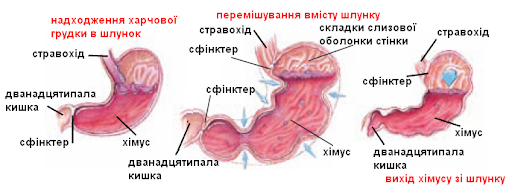 надходження харчової
грудки в шлунок
стравохід
дванадцятипала
кишка
сфінктер
хімус
перемішування вмісту шлунку
стравохід
складки слизової
оболонки стінки
сфінктер
сфінктер
дванадцятипала
кишка
хімус
стравохід
сфінктер
хімус
дванадцятипала
кишка
вихід хімусу зі шлунку